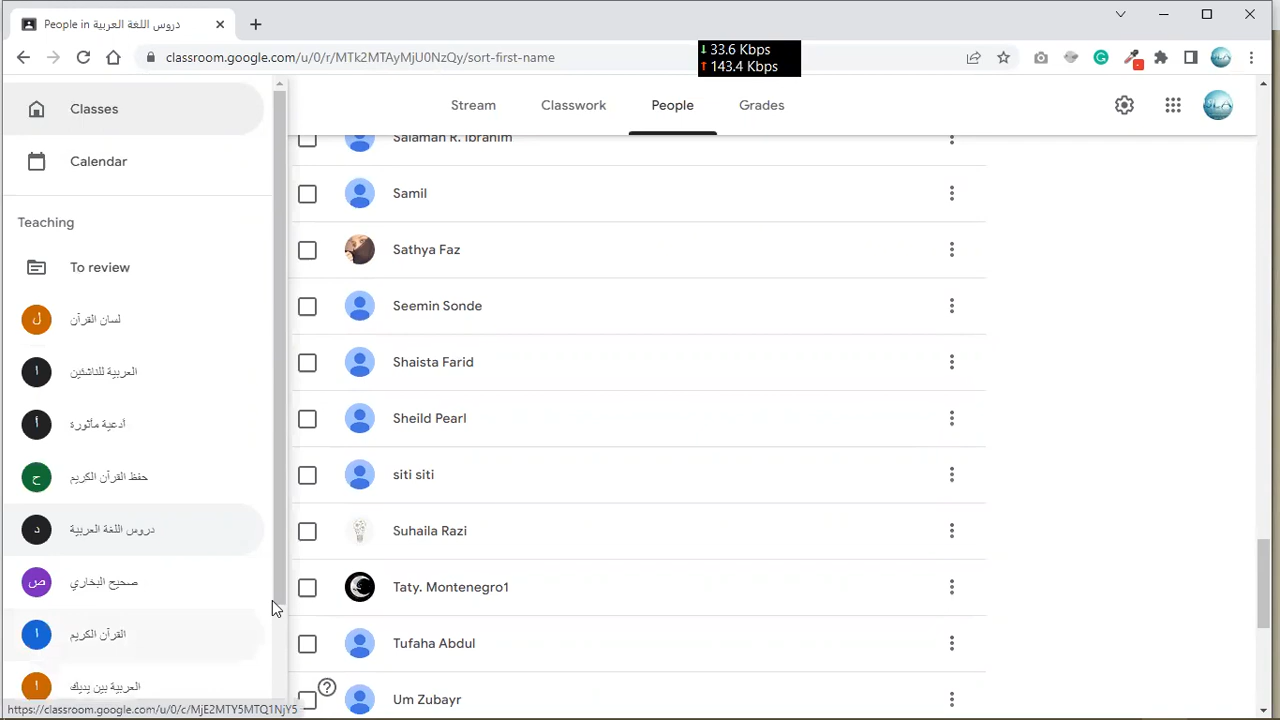 People in دروس اللغة العربية
classroom.google.com/u/0/r/MTk2MTAyMjU0NzQy/sort-first-name
33.6 Kbps
143.4 Kbps
Classes
Stream
Classwork
People
Grades
Calendar
Teaching
To review
ل
لسان القرآن
ا
العربية للناشئين
أ
أدعية مأثورة
ح
حفظ القرآن الكريم
د
دروس اللغة العربية
ص
صحيح البخاري
ا
القرآن الكريم
ا
العربية بين يديك
Salaman R. Ibrahim
Samil
Sathya Faz
Seemin Sonde
Shaista Farid
Sheild Pearl
siti siti
Suhaila Razi
Taty. Montenegro1
Tufaha Abdul
Um Zubayr
https://classroom.google.com/u/0/c/MjE2MTY5MTQ1NjY5